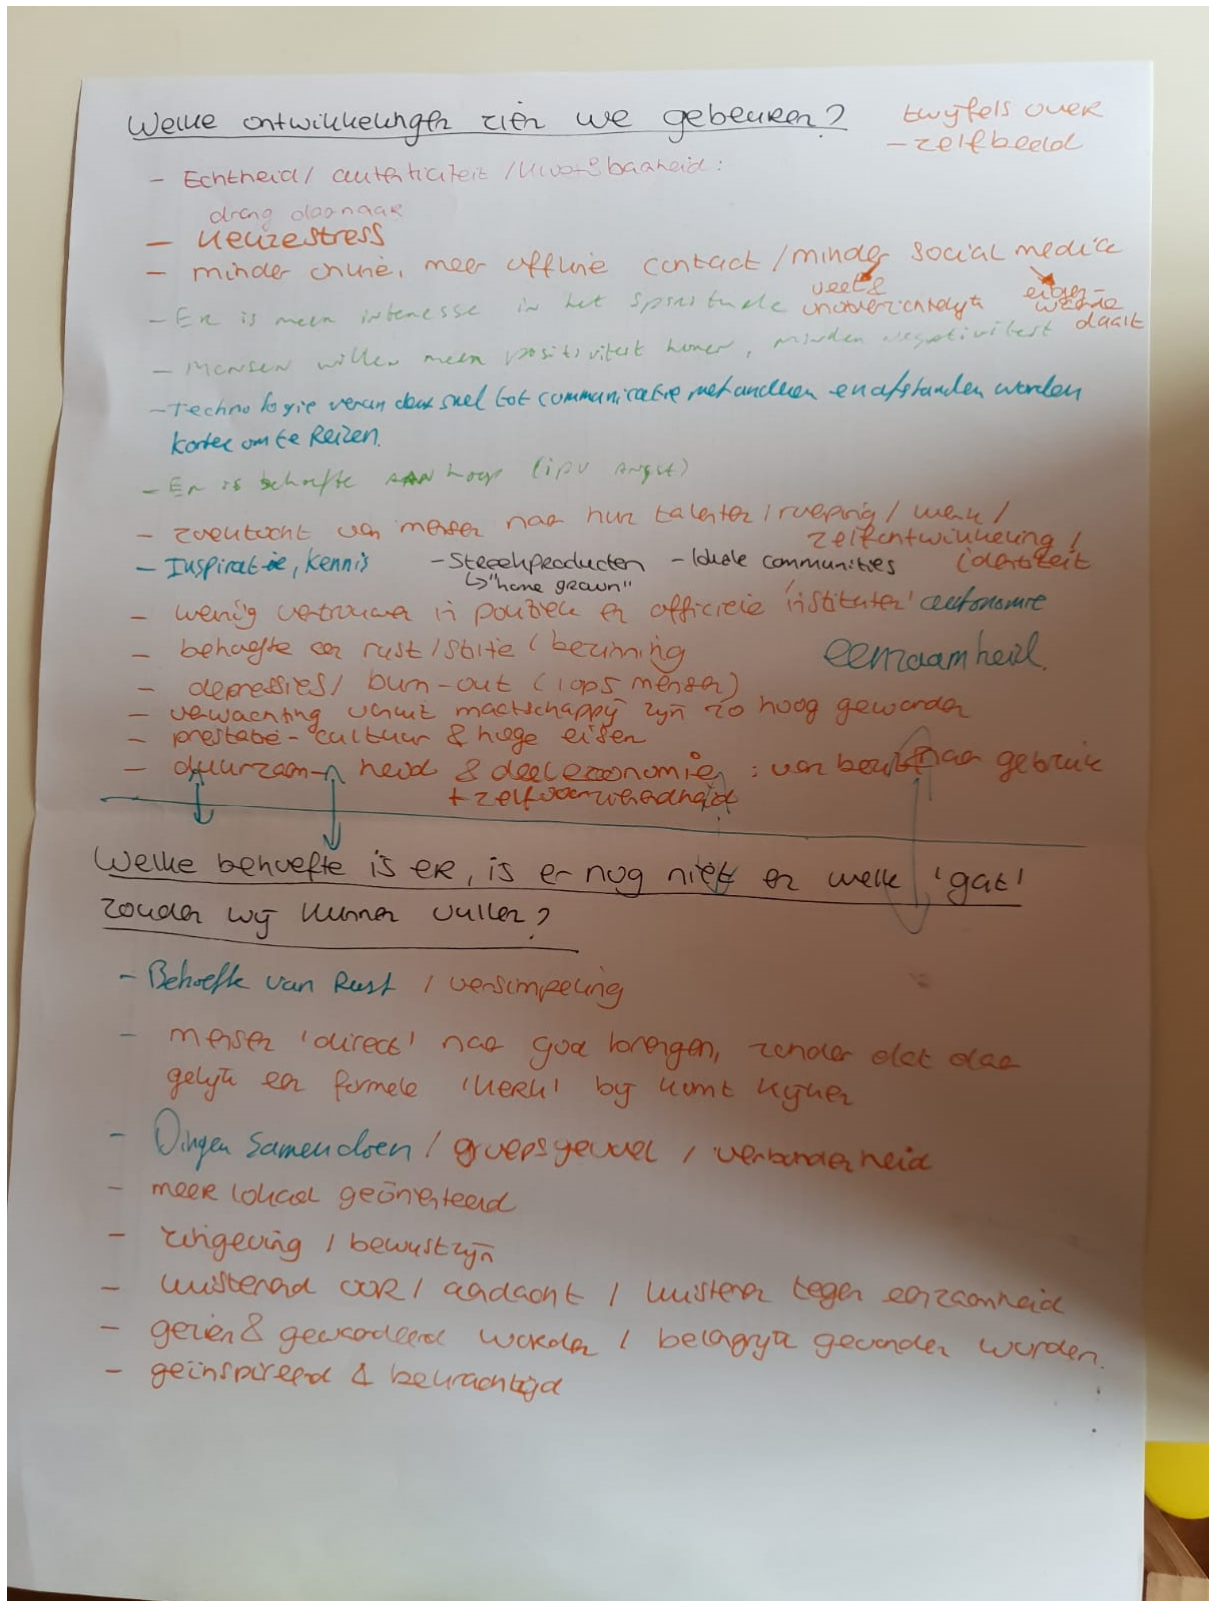 Welke ontwikkelingen zien we gebeuren?
twijfels over
- zelfbeeld
- Echtheid / authenticiteit / kwetsbaarheid:
drang daarnaar
- keuzestress
- minder online, meer offline contact / minder social media
veel &
onoverzichtelijk
eigen-
waarde
daalt
- Er is meer interesse in het spirituele
- Mensen willen meer positiviteit horen, minder negativiteit
- Technologie verandert snel tot communicatie met anderen en afstanden worden
korter om te Reizen.
- Er is behoefte AAN hoop (ipv angst)
- zoektocht van mensen naar hun talenten / roeping / werk /
zelfontwikkeling /
identiteit
- Inspiratie, kennis - Streekproducten - lokale communities
↳ "home grown"
- weinig vertrouwen in politiek en officiele 'instituten' autonomie
- behoefte aan rust / stilte / bezinning
eenzaamheid.
- depressies / burn-out (1 op 5 mensen)
- verwachting vanuit maatschappij zijn zo hoog geworden
- prestatie-cultuur & hoge eisen
- duurzaam-heid & deeleconomie : van bezit naar gebruik
+ zelfvoorzienendheid
Welke behoefte is er, is er nog niet en welk 'gat'
zouden wij kunnen vullen?
- Behoefte van Rust / versimpeling
- mensen 'direct' naar god brengen, zonder dat daar
gelijk een formele 'kerk' bij komt kijken
- Dingen samen doen / groepsgevoel / verbondenheid
- meer lokaal geörienteerd
- zingeving / bewustzijn
- luisterend oor / aandacht / luisteren tegen eenzaamheid
- gezien & gewaardeerd worden / belangrijk gevonden worden.
- geïnspireerd & bekrachtigd